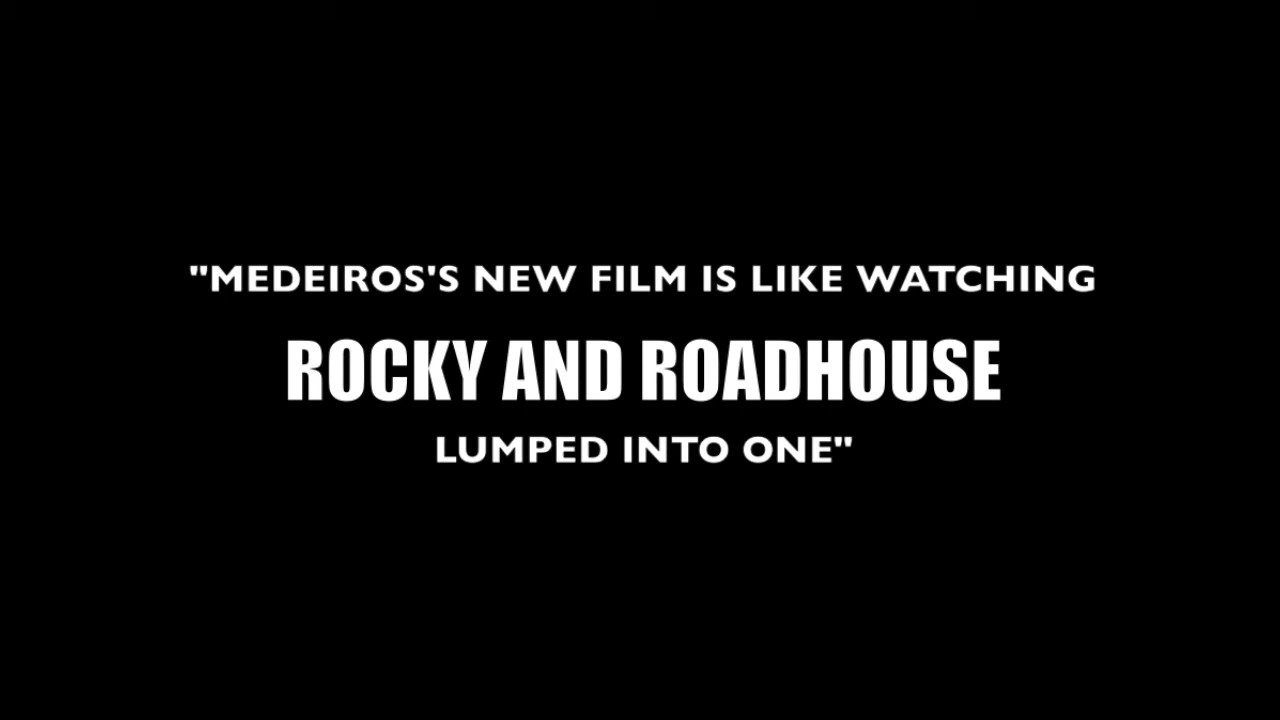 "MEDEIROS'S NEW FILM IS LIKE WATCHING
ROCKY AND ROADHOUSE
LUMPED INTO ONE"